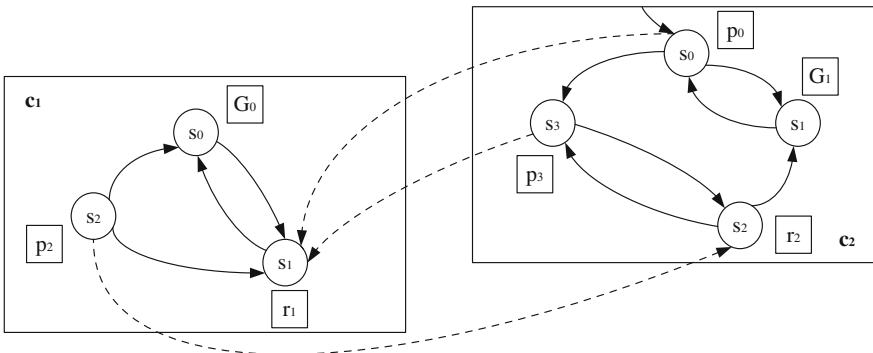 c₁
G₀
s₀
s₂
p₂
s₁
r₁
p₀
s₀
G₁
s₃
s₁
p₃
s₂
r₂
c₂